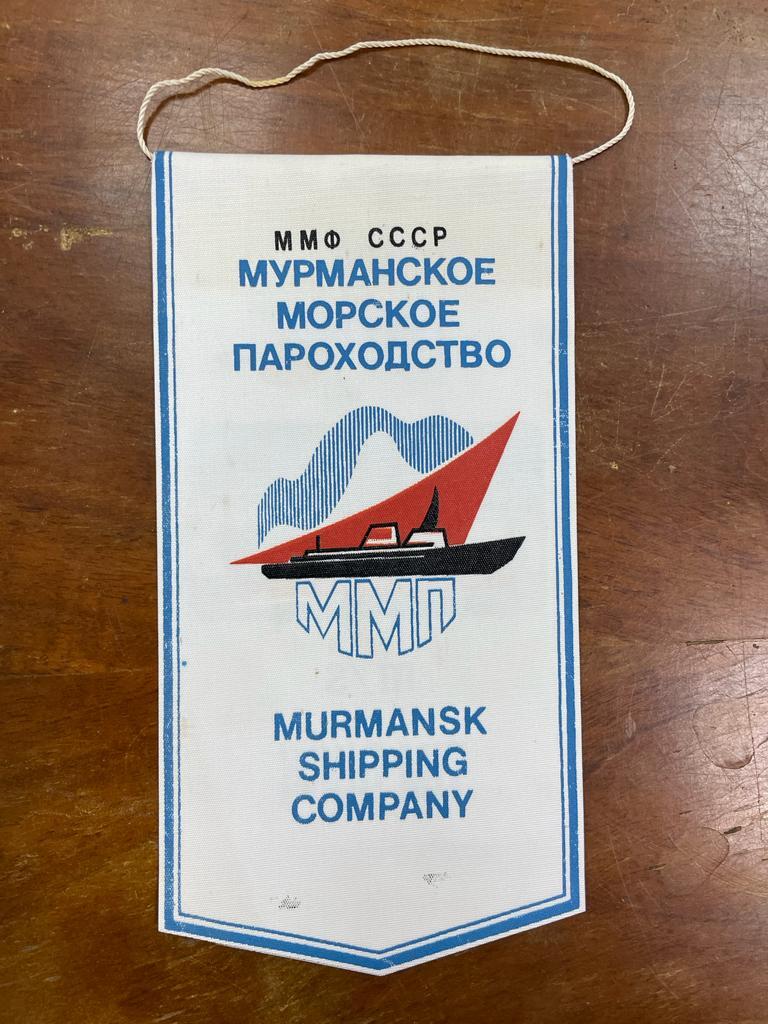 ММФ СССР
МУРМАНСКОЕ
МОРСКОЕ
ПАРОХОДСТВО
ММП
MURMANSK
SHIPPING
COMPANY